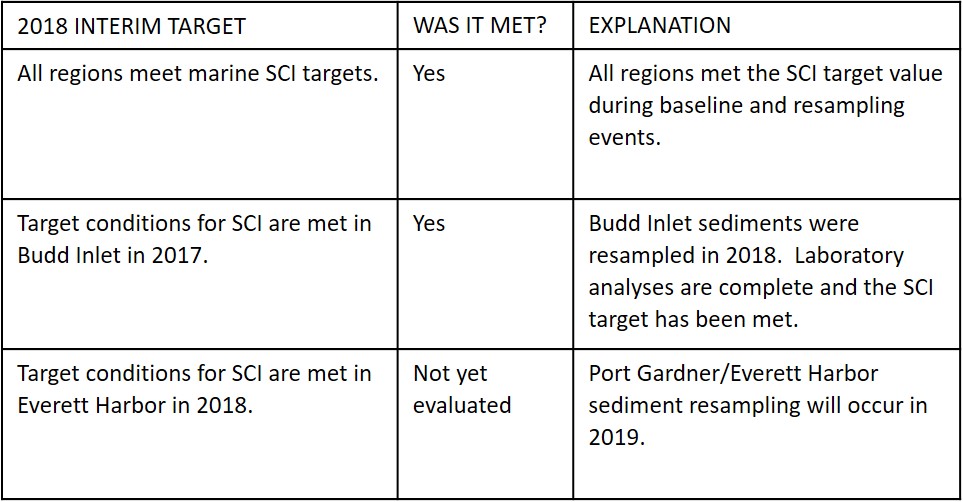 2018 INTERIM TARGET
WAS IT MET?
EXPLANATION
All regions meet marine SCI targets.
Yes
All regions met the SCI target value
during baseline and resampling
events.
Target conditions for SCI are met in
Budd Inlet in 2017.
Yes
Budd Inlet sediments were
resampled in 2018.  Laboratory
analyses are complete and the SCI
target has been met.
Target conditions for SCI are met in
Everett Harbor in 2018.
Not yet
evaluated
Port Gardner/Everett Harbor
sediment resampling will occur in
2019.